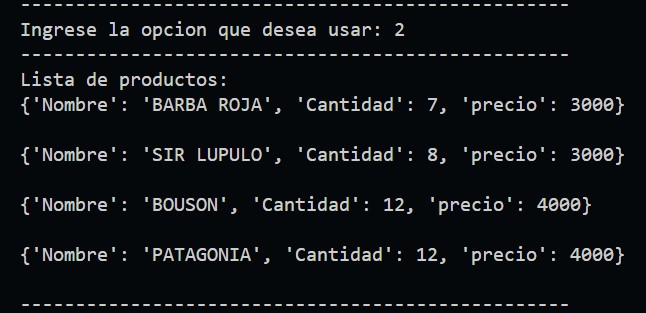 --------------------------------------------------
Ingrese la opcion que desea usar: 2
--------------------------------------------------
Lista de productos:
{'Nombre': 'BARBA ROJA', 'Cantidad': 7, 'precio': 3000}
{'Nombre': 'SIR LUPULO', 'Cantidad': 8, 'precio': 3000}
{'Nombre': 'BOUSON', 'Cantidad': 12, 'precio': 4000}
{'Nombre': 'PATAGONIA', 'Cantidad': 12, 'precio': 4000}
--------------------------------------------------